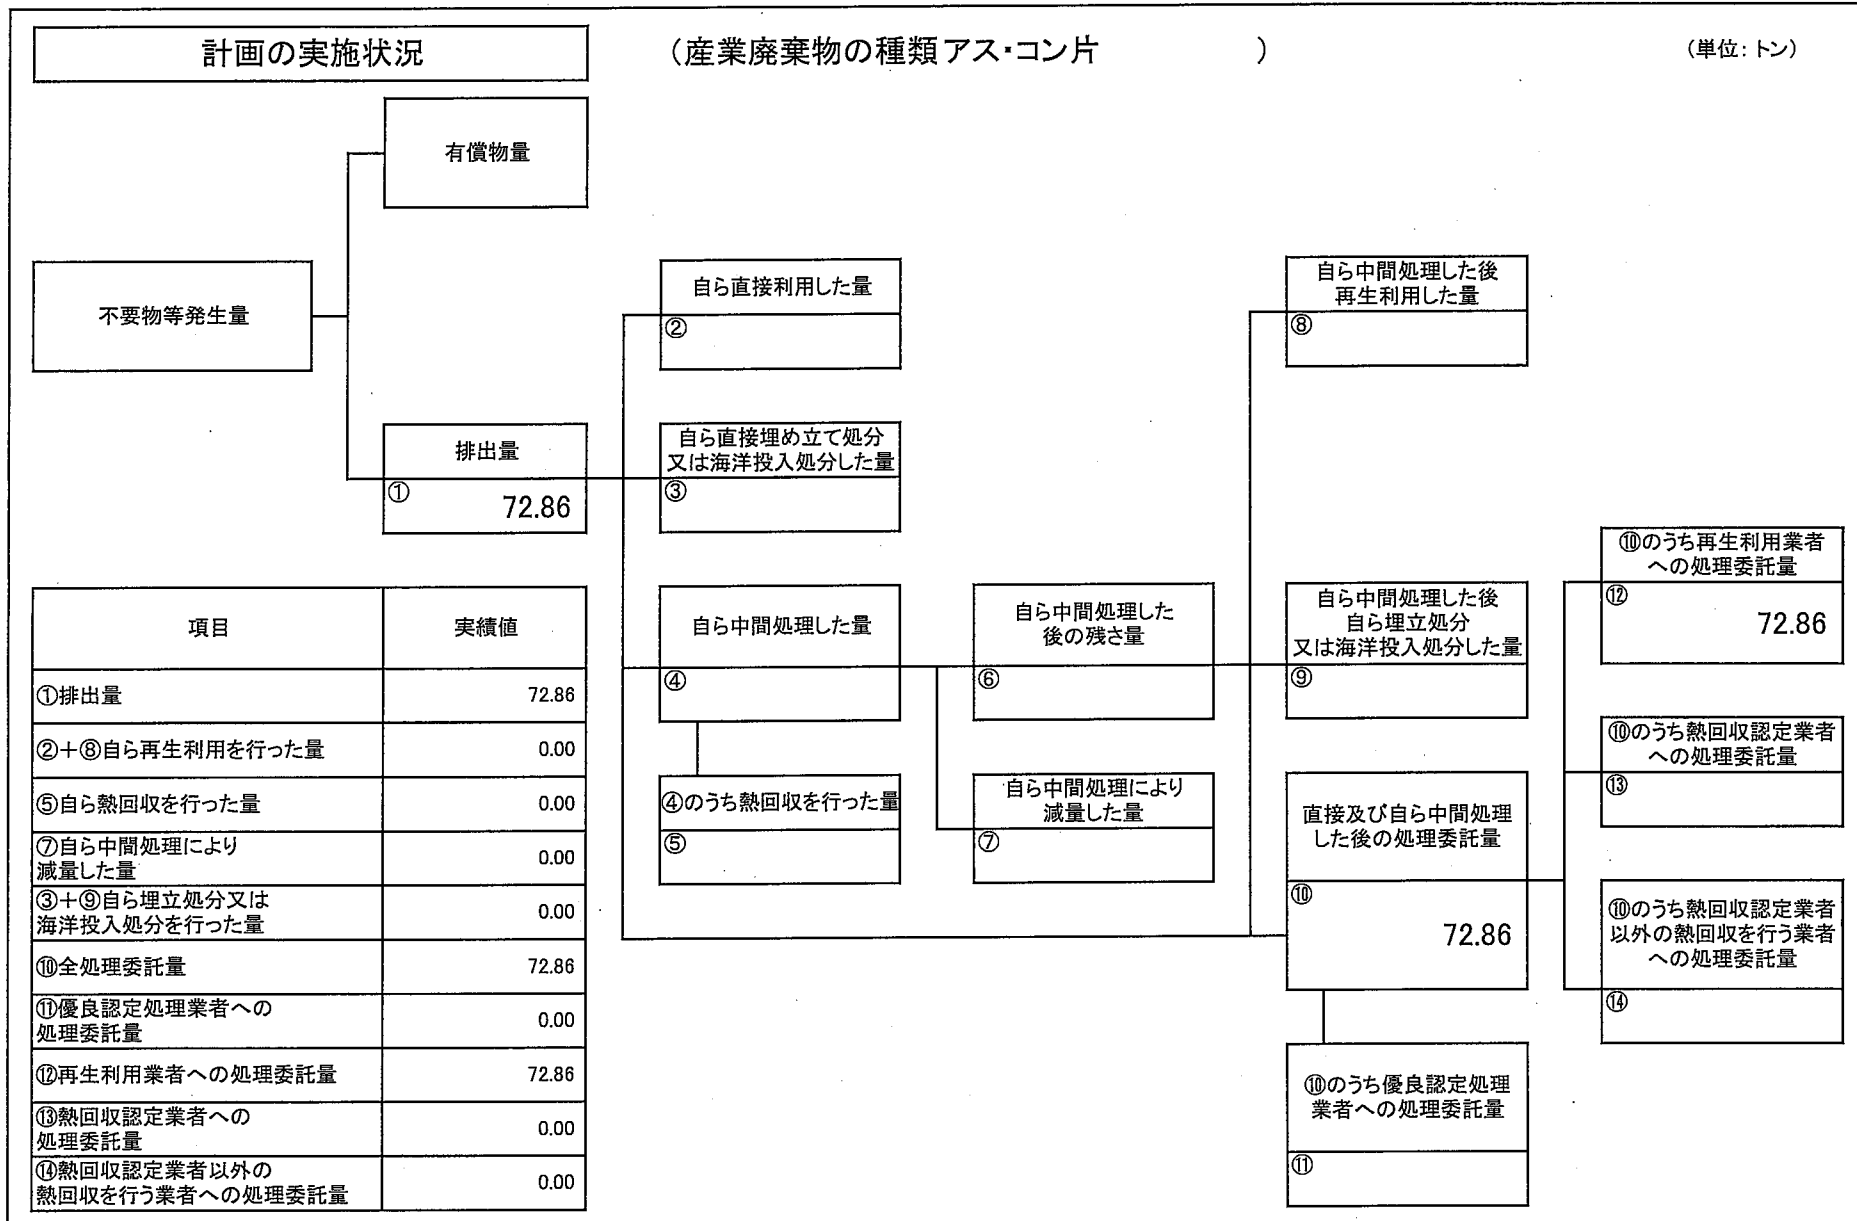 計画の実施状況
（産業廃棄物の種類アス・コン片　　　　　）
（単位：トン）
有償物量
不要物等発生量
排出量
①
72.86
自ら直接利用した量
②
自ら直接埋め立て処分
又は海洋投入処分した量
③
自ら中間処理した量
④
④のうち熱回収を行った量
⑤
自ら中間処理した
後の残さ量
⑥
自ら中間処理により
減量した量
⑦
自ら中間処理した後
再生利用した量
⑧
自ら中間処理した後
自ら埋立処分
又は海洋投入処分した量
⑨
直接及び自ら中間処理
した後の処理委託量
⑩
72.86
⑩のうち優良認定処理
業者への処理委託量
⑪
⑩のうち再生利用業者
への処理委託量
⑫
72.86
⑩のうち熱回収認定業者
への処理委託量
⑬
⑩のうち熱回収認定業者
以外の熱回収を行う業者
への処理委託量
⑭
項目 実績値
①排出量 72.86
②＋⑧自ら再生利用を行った量 0.00
⑤自ら熱回収を行った量 0.00
⑦自ら中間処理により
減量した量 0.00
③＋⑨自ら埋立処分又は
海洋投入処分を行った量 0.00
⑩全処理委託量 72.86
⑪優良認定処理業者への
処理委託量 0.00
⑫再生利用業者への処理委託量 72.86
⑬熱回収認定業者への
処理委託量 0.00
⑭熱回収認定業者以外の
熱回収を行う業者への処理委託量 0.00